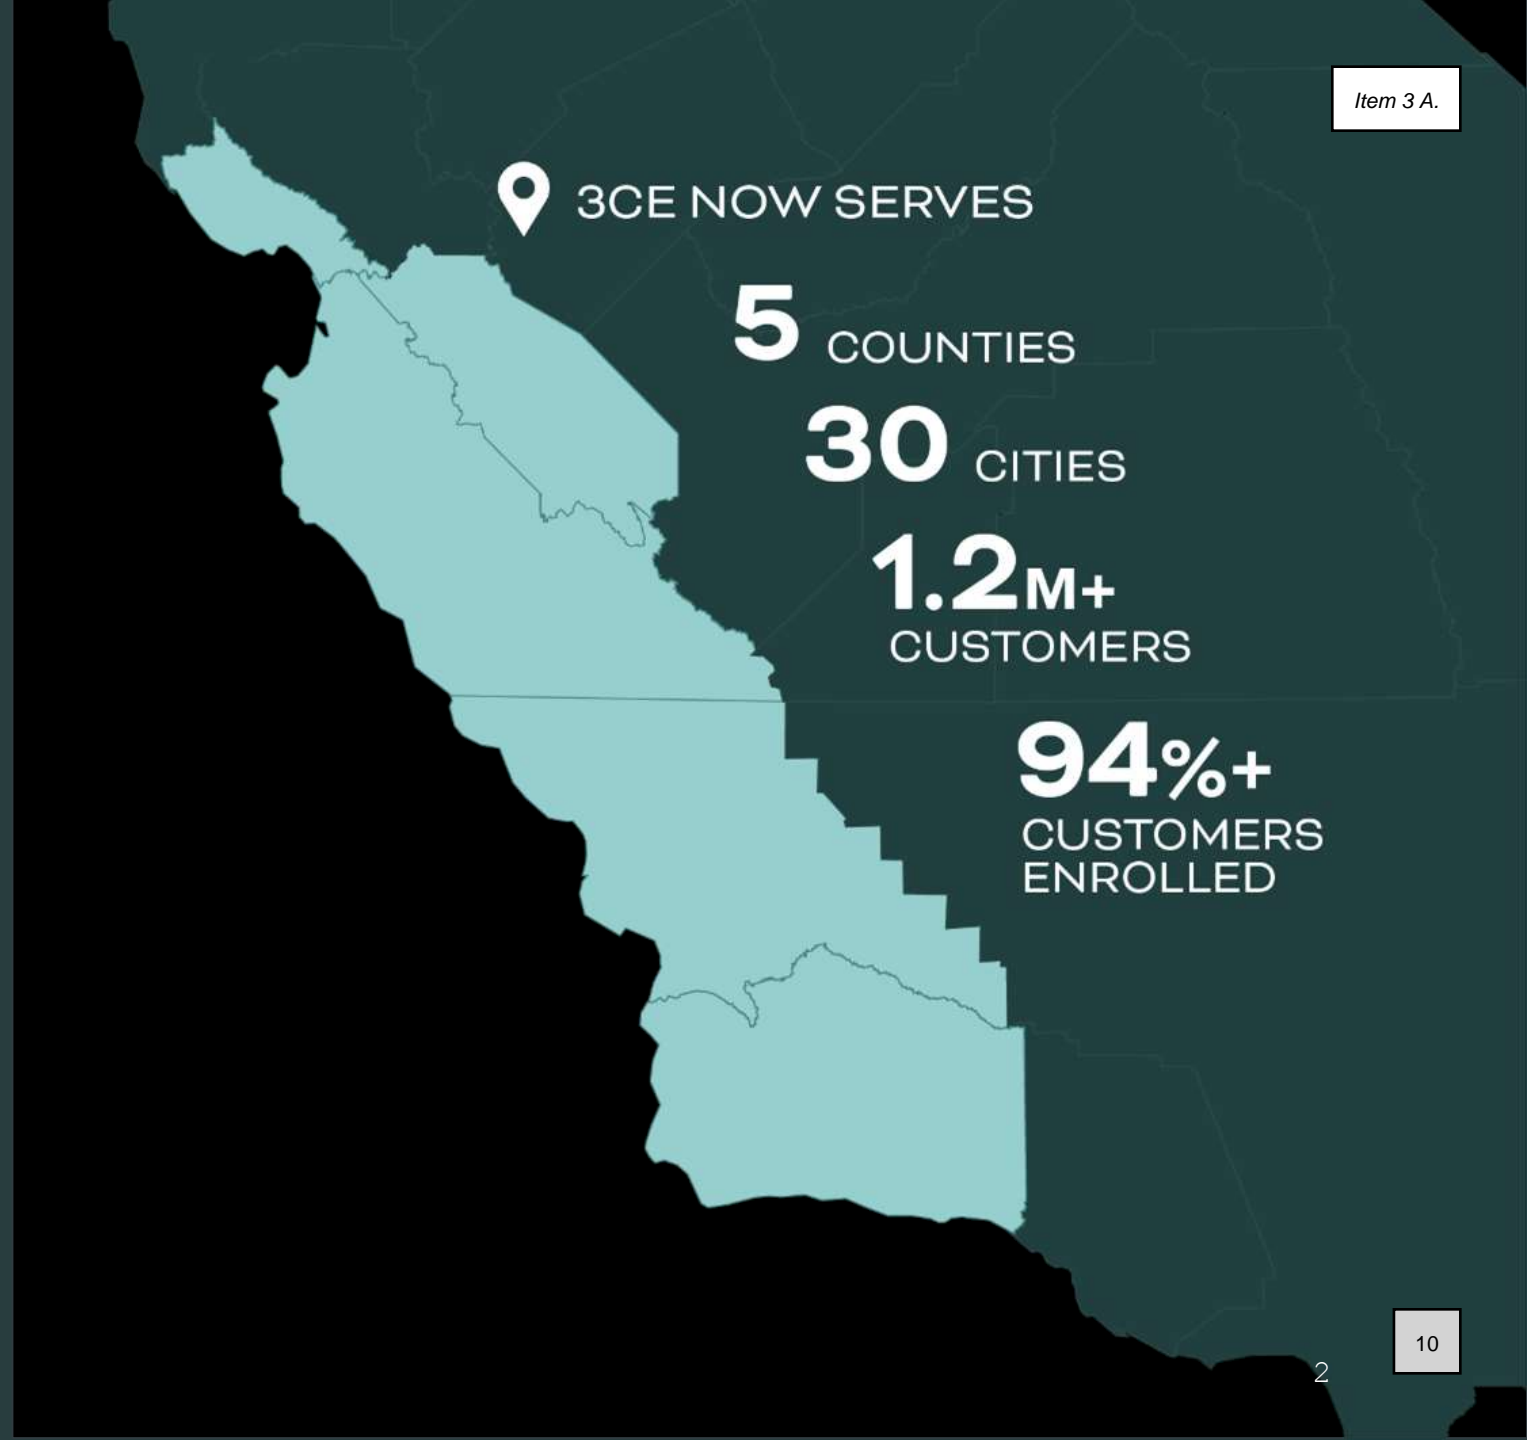 Item 3 A.
3CE NOW SERVES
5 COUNTIES
30 CITIES
1.2M+
CUSTOMERS
94%+
CUSTOMERS
ENROLLED
10
2